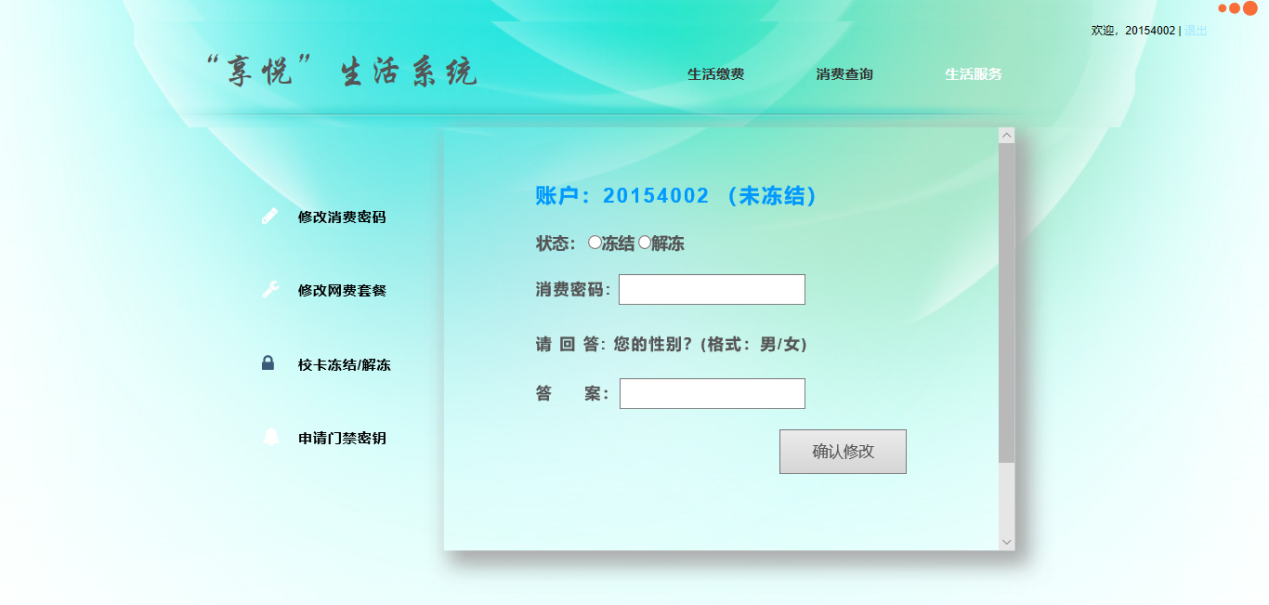 欢迎，20154002 | 退出
“享悦”生活系统
生活缴费 消费查询 生活服务
账户：20154002 （未冻结）
修改消费密码
状态： 冻结 解冻
消费密码:
修改网费套餐
请 回 答: 您的性别？(格式：男/女)
校卡冻结/解冻
答 案：
申请门禁密钥
确认修改